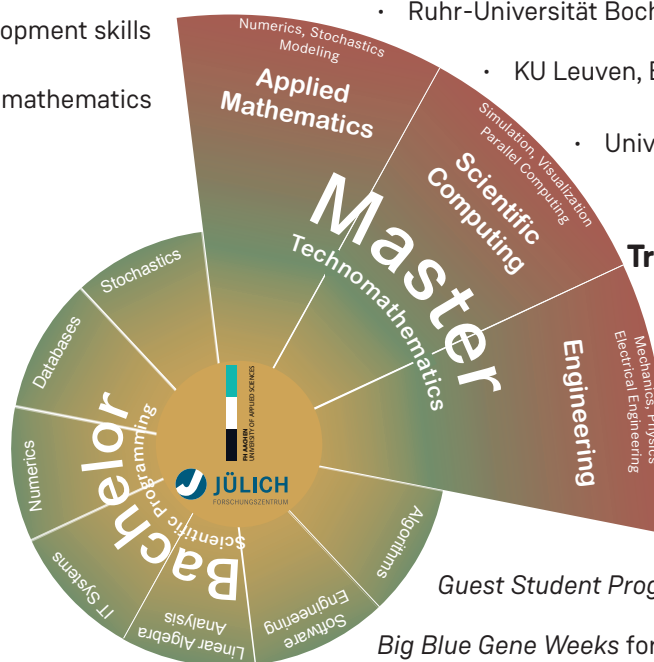 opment skills
mathematics
· Ruhr-Universität Boch
· KU Leuven,
· Univ
Tr
Numerics, Stochastics
Modeling
Applied
Mathematics
Simulation, Visualization
Parallel Computing
Scientific
Computing
Mechanics, Physics
Electrical Engineering
Engineering
Master
Technomathematics
Stochastics
Databases
Numerics
IT Systems
Linear Algebra
Analysis
Software
Engineering
Algorithms
Bachelor
Scientific Programming
FH AACHEN
UNIVERSITY OF APPLIED SCIENCES
JÜLICH
FORSCHUNGSZENTRUM
Guest Student Prog
Big Blue Gene Weeks for